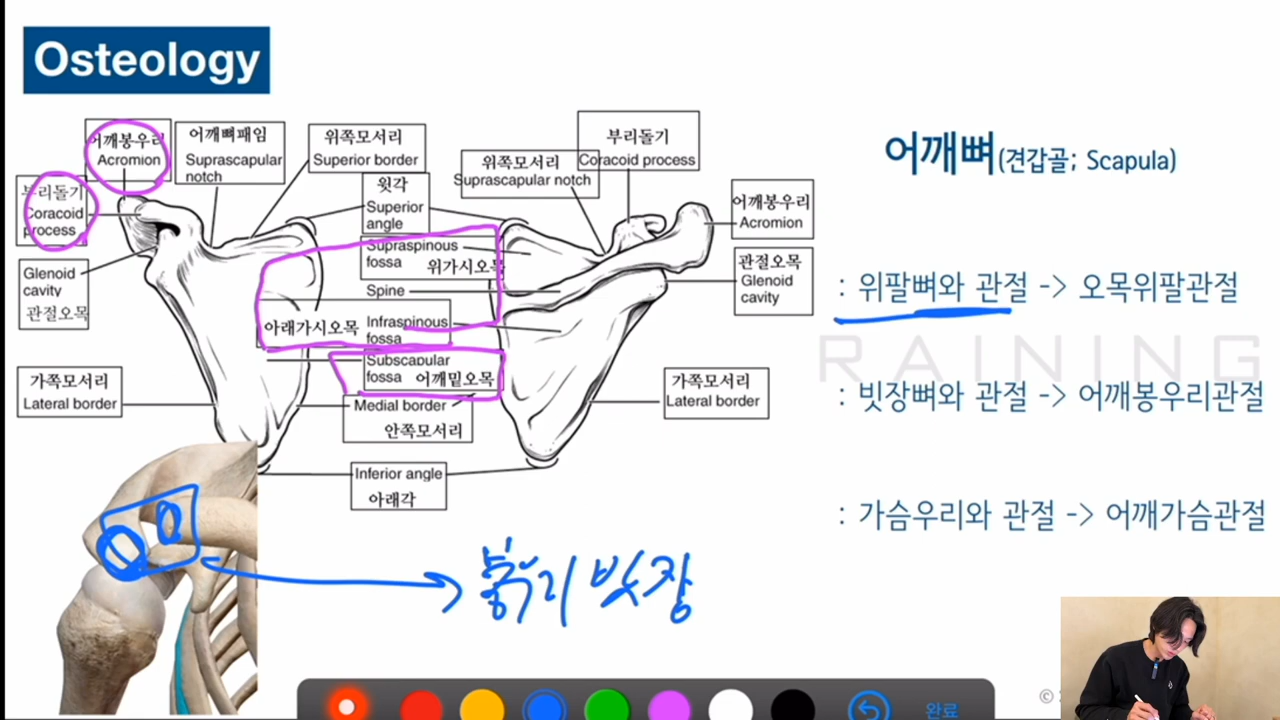 Osteology
어깨봉우리
Acromion
어깨뼈패임
Suprascapular
notch
위쪽모서리
Superior border
윗각
Superior
angle
위쪽모서리
Suprascapular notch
부리돌기
Coracoid process
어깨봉우리
Acromion
부리돌기
Coracoid
process
Glenoid
cavity
관절오목
Supraspinous
fossa 위가시오목
Spine
아래가시오목 Infraspinous
fossa
Subscapular
fossa 어깨밑오목
Medial border
안쪽모서리
관절오목
Glenoid
cavity
가쪽모서리
Lateral border
가쪽모서리
Lateral border
Inferior angle
아래각
어깨뼈(견갑골; Scapula)
: 위팔뼈와 관절 -> 오목위팔관절
RAINING
: 빗장뼈와 관절 -> 어깨봉우리관절
: 가슴우리와 관절 -> 어깨가슴관절
봉우리 빗장
©
완료